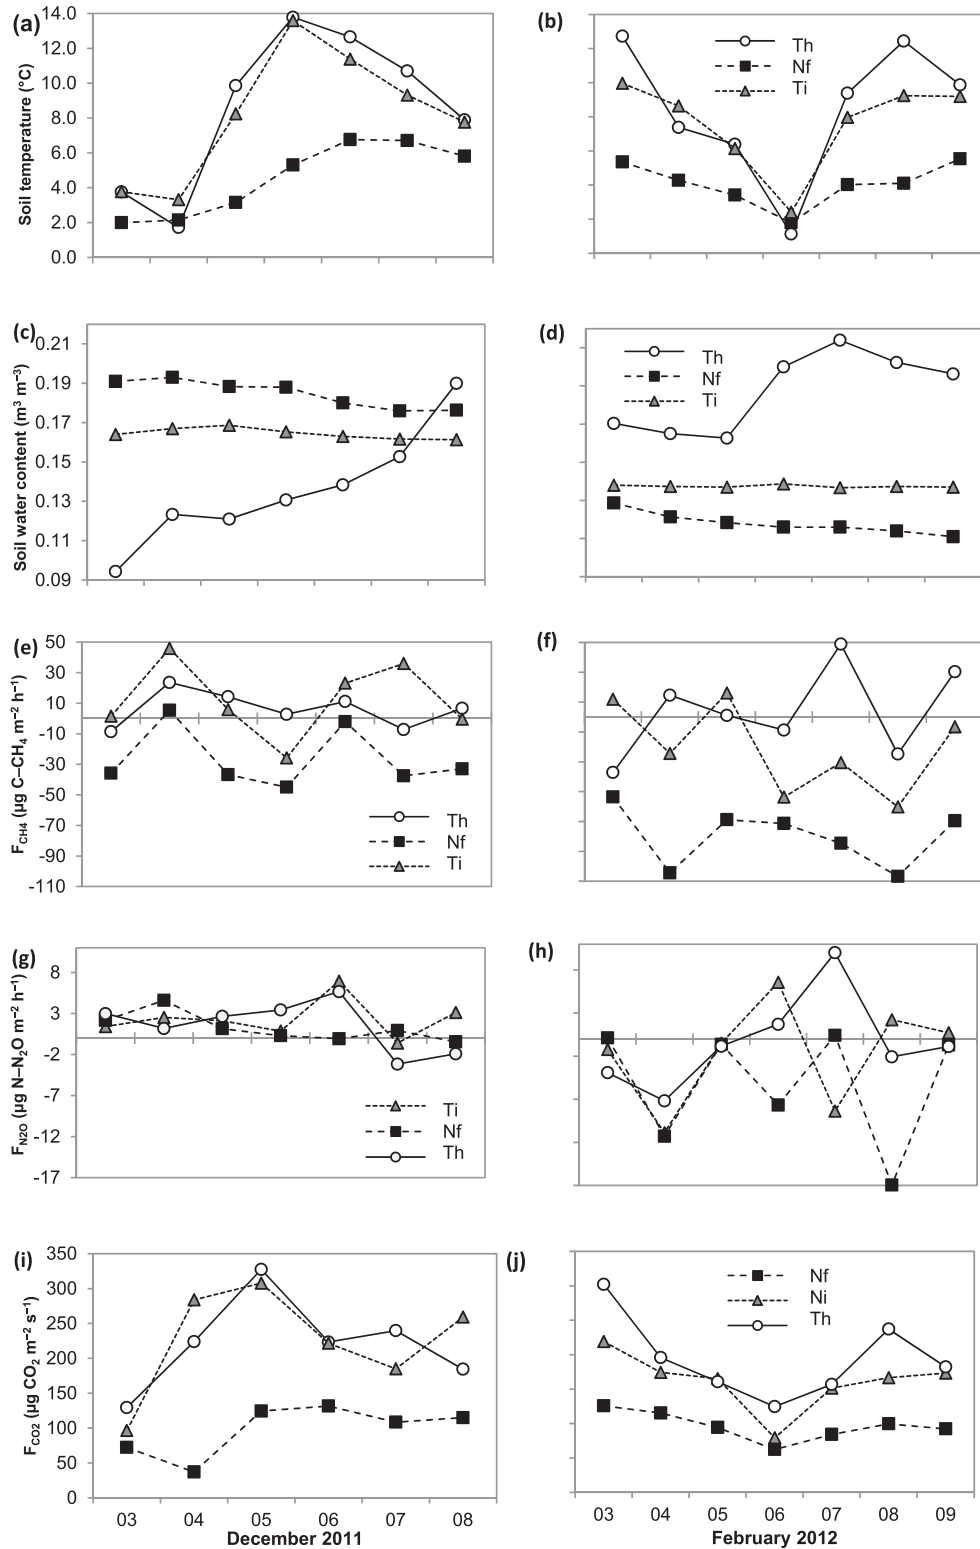 (a)
14.0
12.0
10.0
8.0
6.0
4.0
2.0
0.0
Soil temperature (°C)
(b)
Th
Nf
Ti
(c)
0.21
0.19
0.17
0.15
0.13
0.11
0.09
Soil water content (m³ m⁻³)
(d)
Th
Nf
Ti
(e)
50
30
10
-10
-30
-50
-70
-90
-110
F_CH4 (µg C–CH₄ m⁻² h⁻¹)
Th
Nf
Ti
(f)
(g)
8
3
-2
-7
-12
-17
F_N2O (µg N–N₂O m⁻² h⁻¹)
Ti
Nf
Th
(h)
(i)
350
300
250
200
150
100
50
0
F_CO2 (µg CO₂ m⁻² s⁻¹)
03 04 05 06 07 08
December 2011
(j)
Nf
Ni
Th
03 04 05 06 07 08 09
February 2012